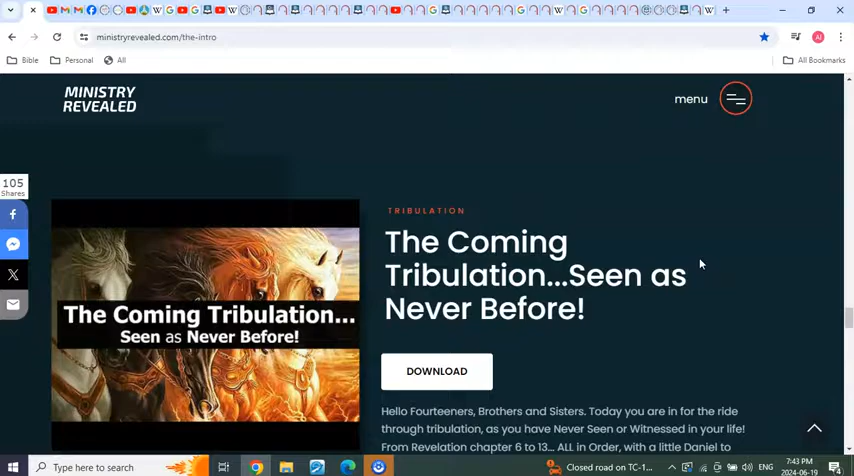 ministryrevealed.com/the-intro
Bible
Personal
All
All Bookmarks
MINISTRY
REVEALED
menu
105
Shares
TRIBULATION
The Coming
Tribulation...Seen as
Never Before!
The Coming Tribulation...
Seen as Never Before!
DOWNLOAD
Hello Fourteeners, Brothers and Sisters. Today you are in for the ride
through tribulation, as you have Never Seen or Witnessed in your life!
From Revelation chapter 6 to 13... ALL in Order, with a little Daniel to
Type here to search
Closed road on TC-1...
ENG
7:43 PM
2024-06-19